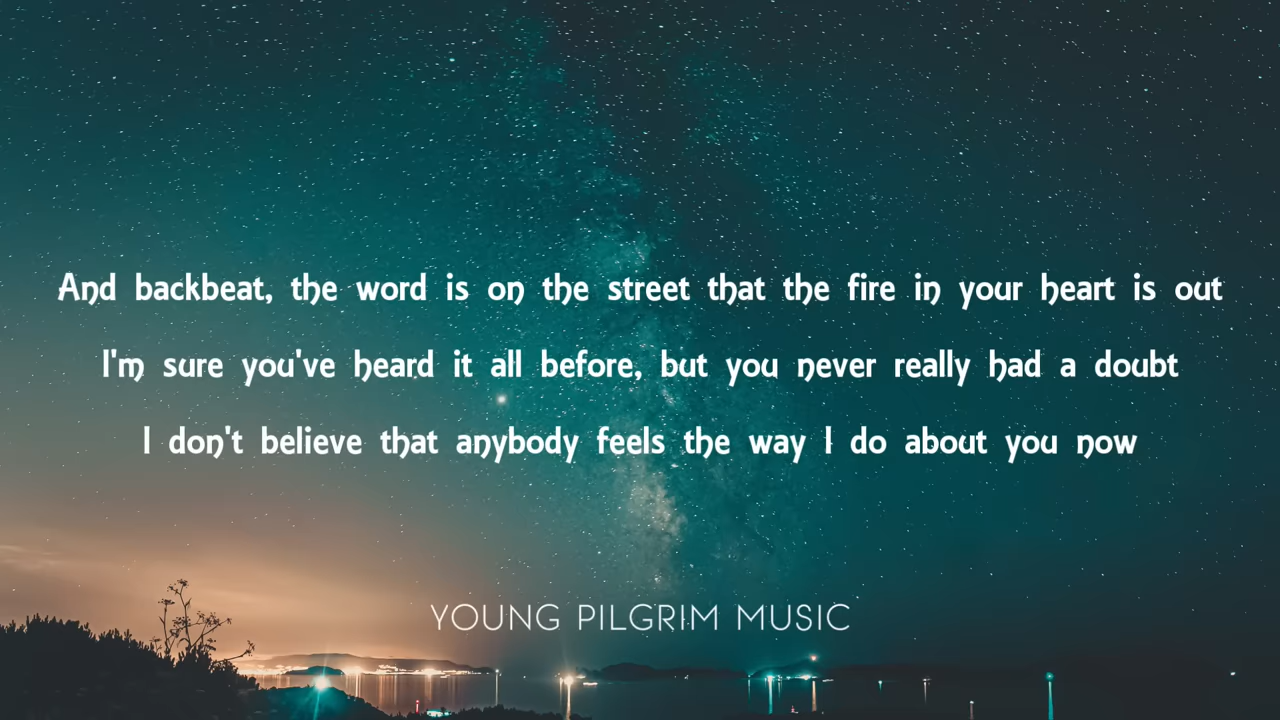 And backbeat, the word is on the street that the fire in your heart is out
I'm sure you've heard it all before, but you never really had a doubt
I don't believe that anybody feels the way I do about you now
YOUNG PILGRIM MUSIC